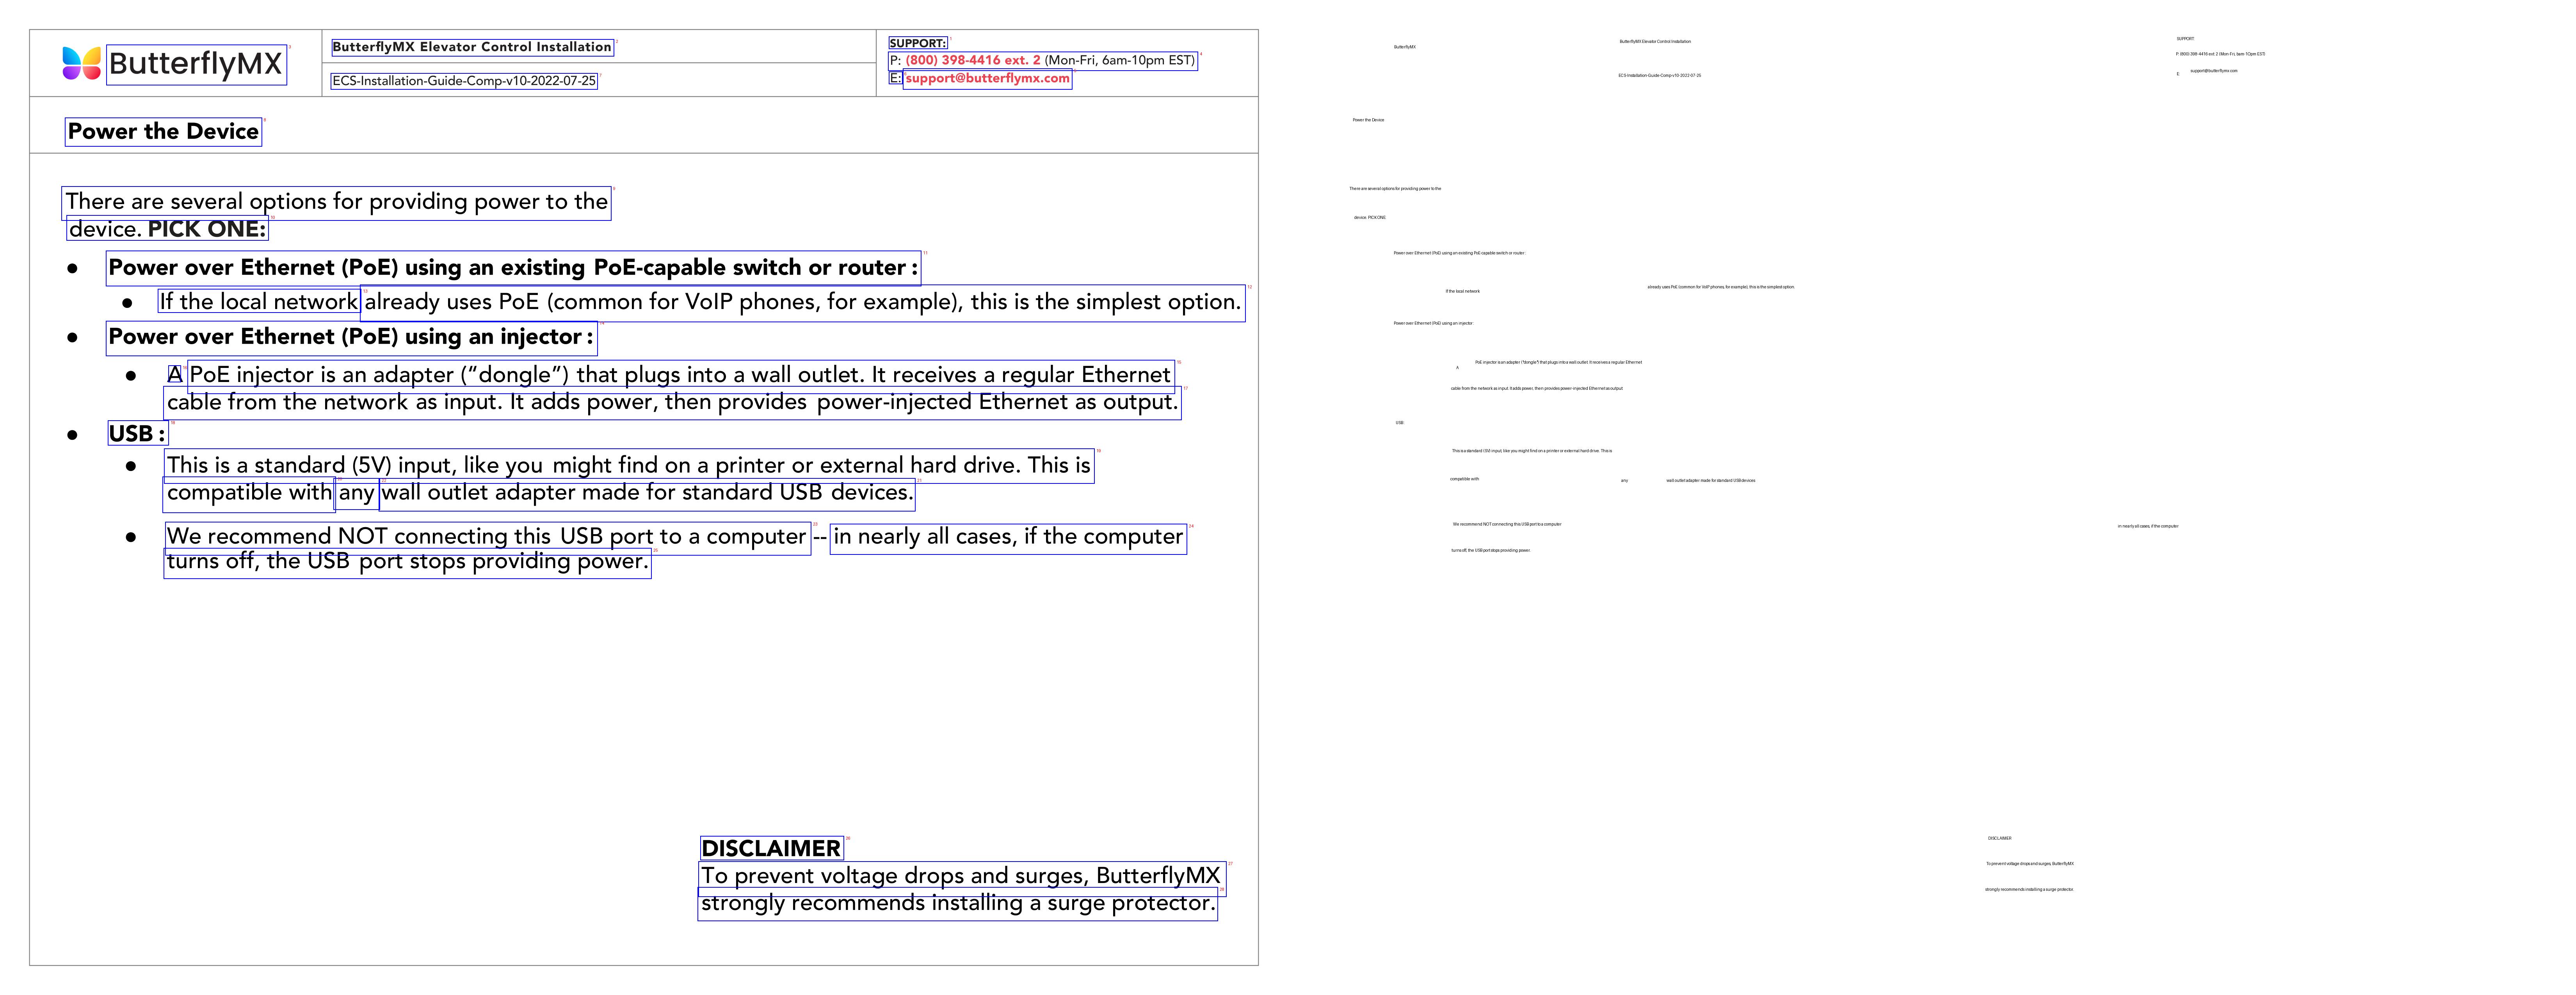 ButterflyMX
ButterflyMX Elevator Control Installation
ECS-Installation-Guide-Comp-v10-2022-07-25
SUPPORT:
P: (800) 398-4416 ext. 2 (Mon-Fri, 6am-10pm EST)
E: support@butterflymx.com
Power the Device
There are several options for providing power to the
device. PICK ONE:
● Power over Ethernet (PoE) using an existing PoE-capable switch or router :
● If the local network already uses PoE (common for VoIP phones, for example), this is the simplest option.
● Power over Ethernet (PoE) using an injector :
● A PoE injector is an adapter (“dongle”) that plugs into a wall outlet. It receives a regular Ethernet
cable from the network as input. It adds power, then provides power-injected Ethernet as output.
● USB :
● This is a standard (5V) input, like you might find on a printer or external hard drive. This is
compatible with any wall outlet adapter made for standard USB devices.
● We recommend NOT connecting this USB port to a computer -- in nearly all cases, if the computer
turns off, the USB port stops providing power.
DISCLAIMER
To prevent voltage drops and surges, ButterflyMX
strongly recommends installing a surge protector.
ButterflyMX
ButterflyMX Elevator Control Installation
ECS-Installation-Guide-Comp-v10-2022-07-25
SUPPORT:
P: (800) 398-4416 ext. 2 (Mon-Fri, 6am-10pm EST)
E:
support@butterflymx.com
Power the Device
There are several options for providing power to the
device. PICK ONE
Power over Ethernet (PoE) using an existing PoE-capable switch or router :
If the local network
already uses PoE (common for VoIP phones, for example), this is the simplest option.
Power over Ethernet (PoE) using an injector
A
PoE injector is an adapter ("dongle") that plugs into a wall outlet. It receives a regular Ethernet
cable from the network as input. It adds power, then provides power-injected Ethernet as output
USB
This is a standard (5V) input, like you might find on a printer or external hard drive. This is
compatible with
any
wall outlet adapter made for standard USB devices
We recommend NOT connecting this USB port to a computer
in nearly all cases, if the computer
turns off, the USB port stops providing power
DISCLAIMER
To prevent voltage drops and surges, ButterflyMX
strongly recommends installing a surge protector.